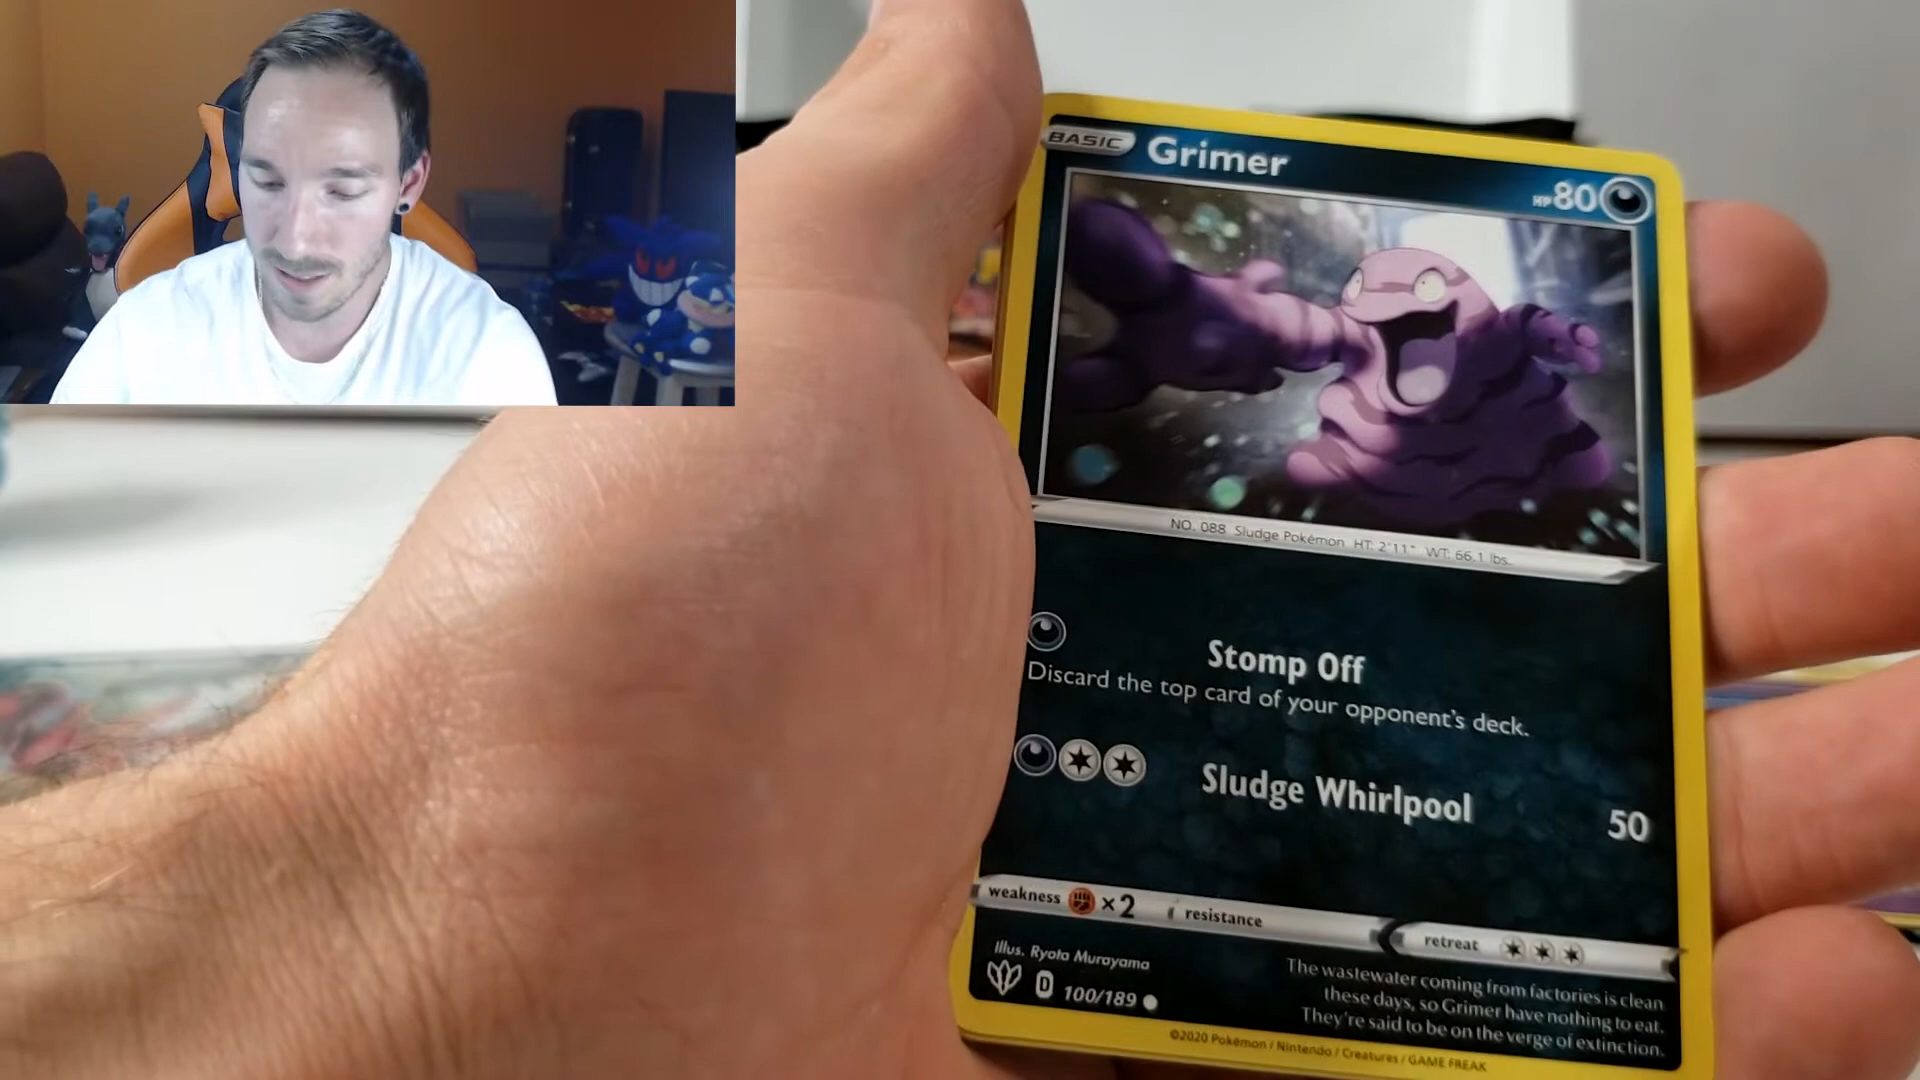 BASIC Grimer HP 80
NO. 088 Sludge Pokémon HT: 2'11" WT: 66.1 lbs.
Stomp Off
Discard the top card of your opponent's deck.
Sludge Whirlpool 50
weakness ×2 resistance retreat
Illus. Ryota Murayama
D 100/189
The wastewater coming from factories is clean
these days, so Grimer have nothing to eat.
They're said to be on the verge of extinction.
©2020 Pokémon / Nintendo / Creatures / GAME FREAK